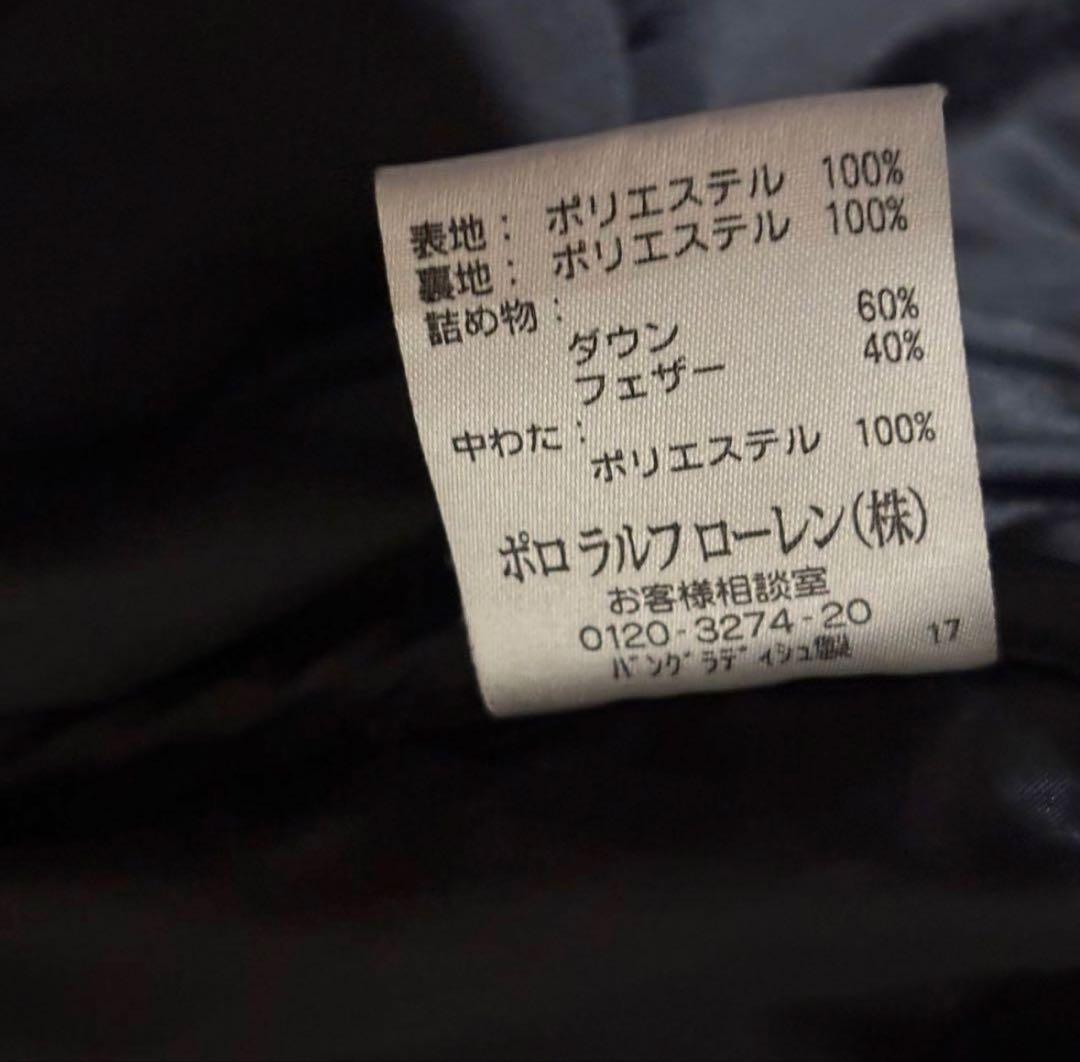 表地： ポリエステル 100%
裏地： ポリエステル 100%
詰め物：
ダウン 60%
フェザー 40%
中わた：
ポリエステル 100%
ポロ ラルフ ローレン(株)
お客様相談室
0120-3274-20
バングラディシュ製 17